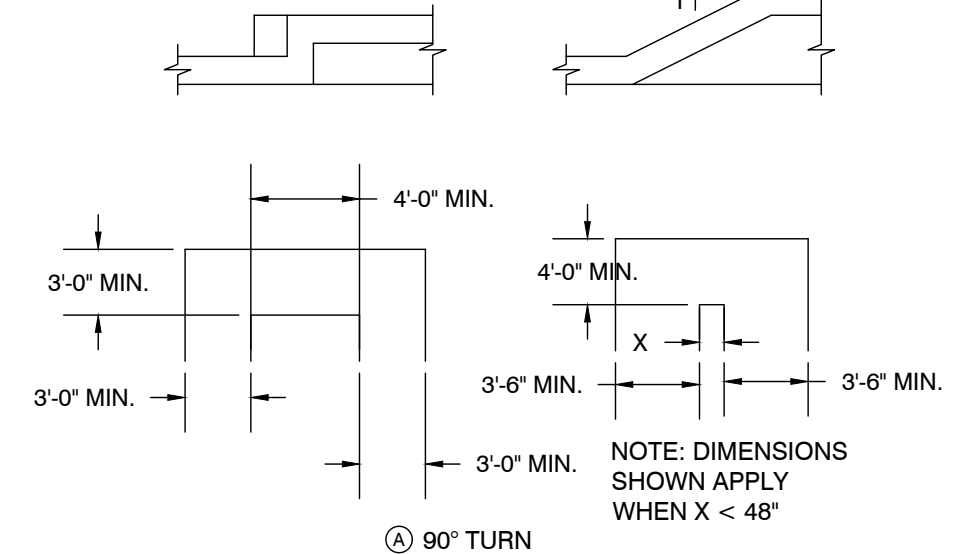 4'-0" MIN.
3'-0" MIN.
4'-0" MIN.
X
3'-0" MIN.
3'-6" MIN.
3'-6" MIN.
3'-0" MIN.
NOTE: DIMENSIONS
SHOWN APPLY
WHEN X < 48"
A 90° TURN